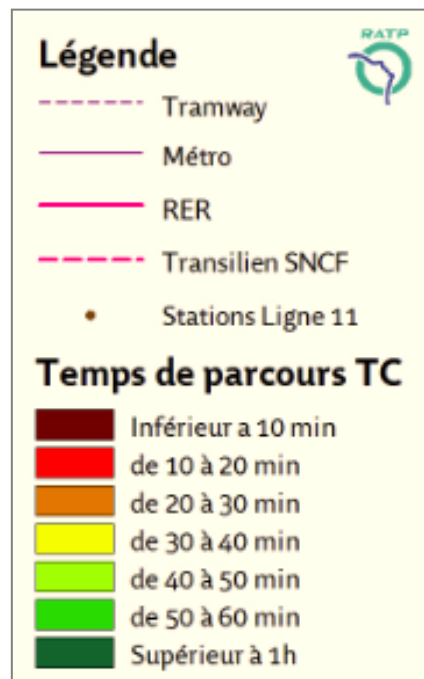 RATP
Légende
Tramway
Métro
RER
Transilien SNCF
Stations Ligne 11
Temps de parcours TC
Inférieur a 10 min
de 10 à 20 min
de 20 à 30 min
de 30 à 40 min
de 40 à 50 min
de 50 à 60 min
Supérieur à 1h